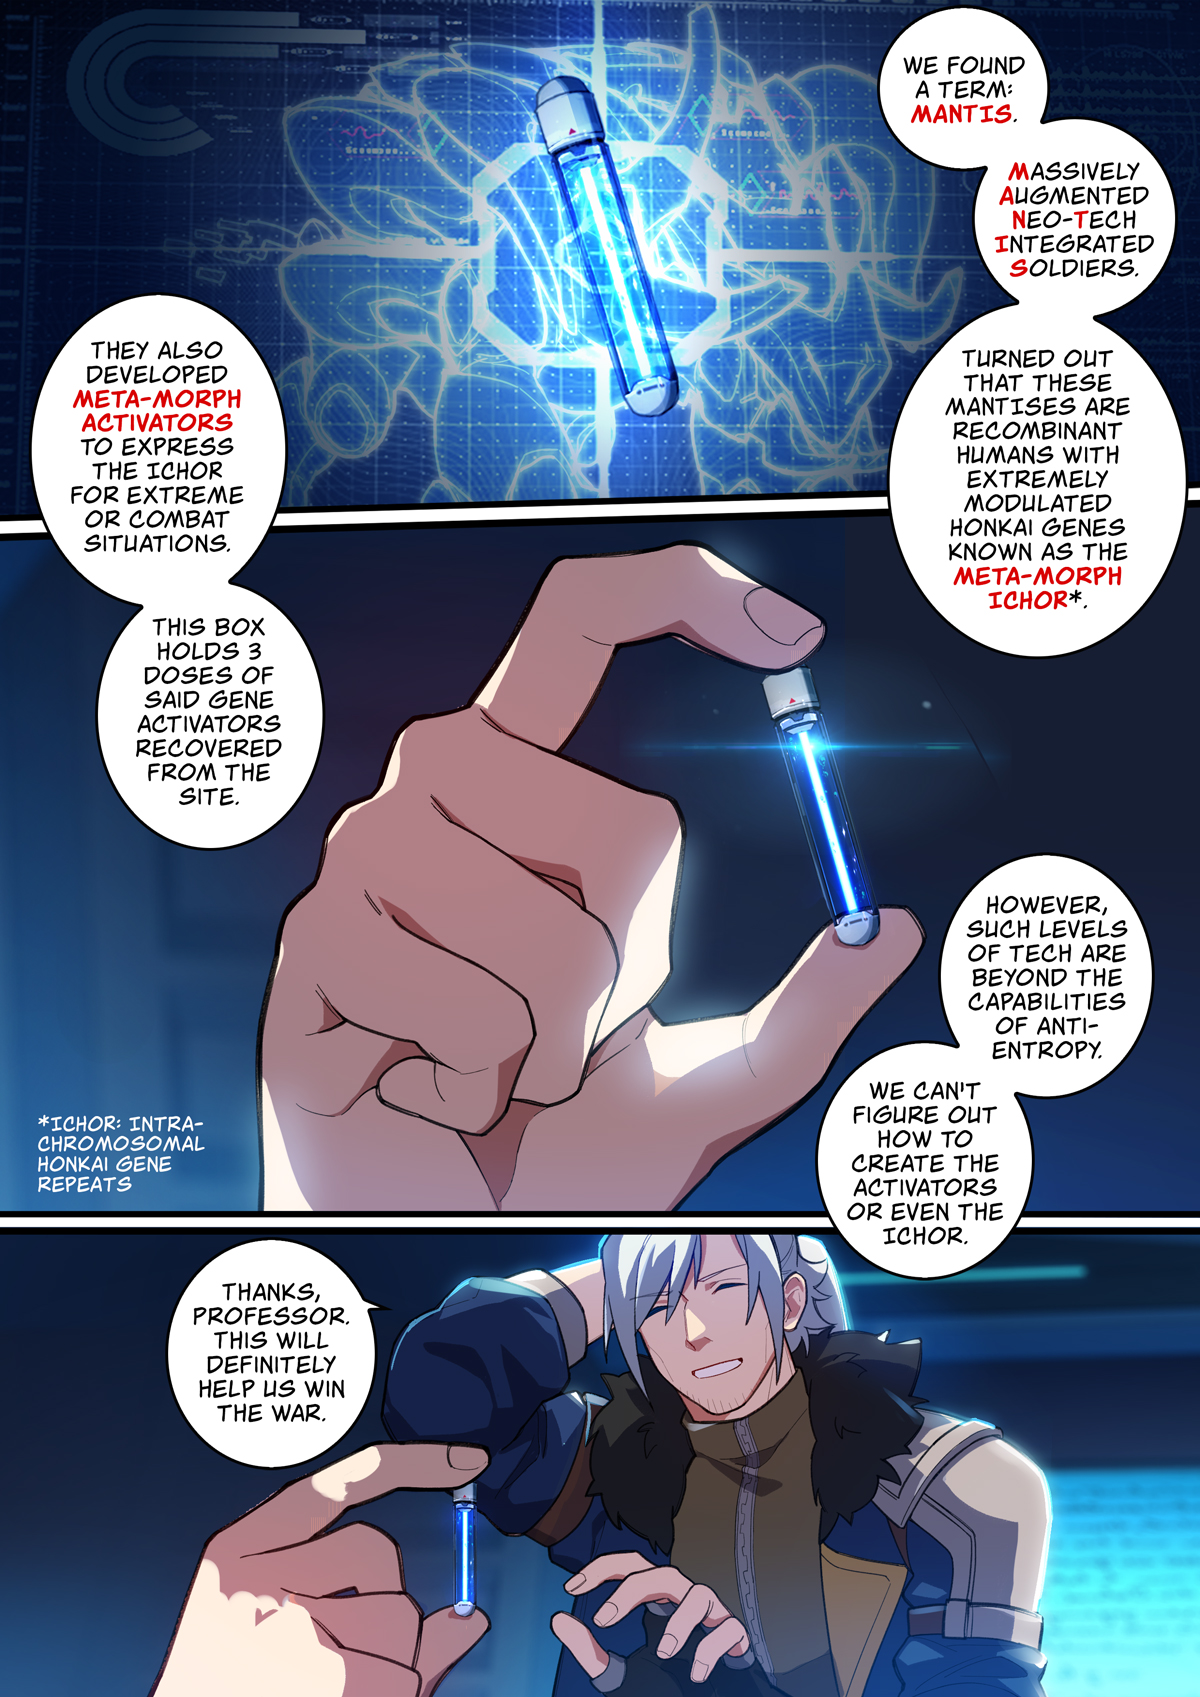 WE FOUND
A TERM:
MANTIS.
MASSIVELY
AUGMENTED
NEO-TECH
INTEGRATED
SOLDIERS.
TURNED OUT
THAT THESE
MANTISES ARE
RECOMBINANT
HUMANS WITH
EXTREMELY
MODULATED
HONKAI GENES
KNOWN AS THE
META-MORPH
ICHOR*.
THEY ALSO
DEVELOPED
META-MORPH
ACTIVATORS
TO EXPRESS
THE ICHOR
FOR EXTREME
OR COMBAT
SITUATIONS.
THIS BOX
HOLDS 3
DOSES OF
SAID GENE
ACTIVATORS
RECOVERED
FROM THE
SITE.
HOWEVER,
SUCH LEVELS
OF TECH ARE
BEYOND THE
CAPABILITIES
OF ANTI-
ENTROPY.
WE CAN'T
FIGURE OUT
HOW TO
CREATE THE
ACTIVATORS
OR EVEN THE
ICHOR.
*ICHOR: INTRA-
CHROMOSOMAL
HONKAI GENE
REPEATS
THANKS,
PROFESSOR.
THIS WILL
DEFINITELY
HELP US WIN
THE WAR.